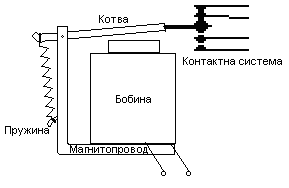 Котва
Контактна система
Бобина
Пружина
Магнитопровод